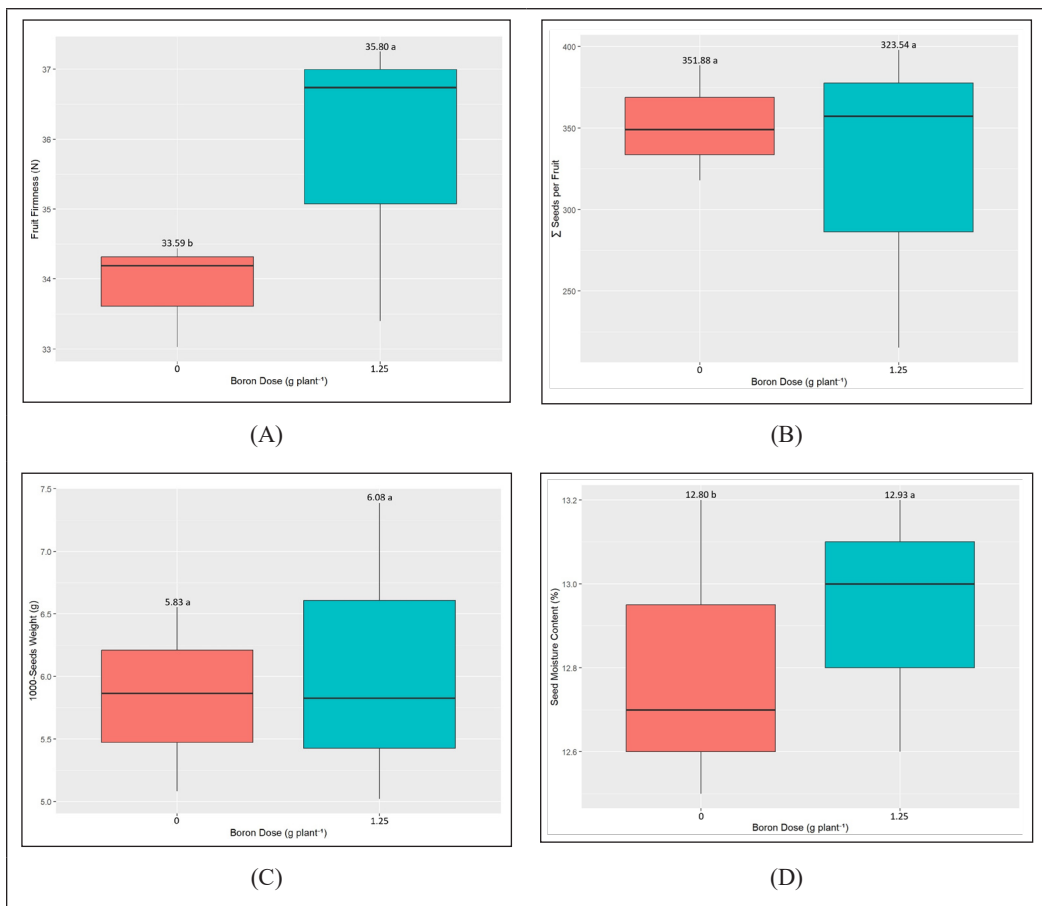 35.80 a
37
36
Fruit Firmness (N)
35
33.59 b
34
33
0
1.25
Boron Dose (g plant⁻¹)
(A)
400
351.88 a
323.54 a
350
∑ Seeds per Fruit
300
250
0
1.25
Boron Dose (g plant⁻¹)
(B)
7.5
6.08 a
7.0
6.5
5.83 a
1000-Seeds Weight (g)
6.0
5.5
5.0
0
1.25
Boron Dose (g plant⁻¹)
(C)
13.2
12.80 b
12.93 a
13.0
Seed Moisture Content (%)
12.8
12.6
0
1.25
Boron Dose (g plant⁻¹)
(D)